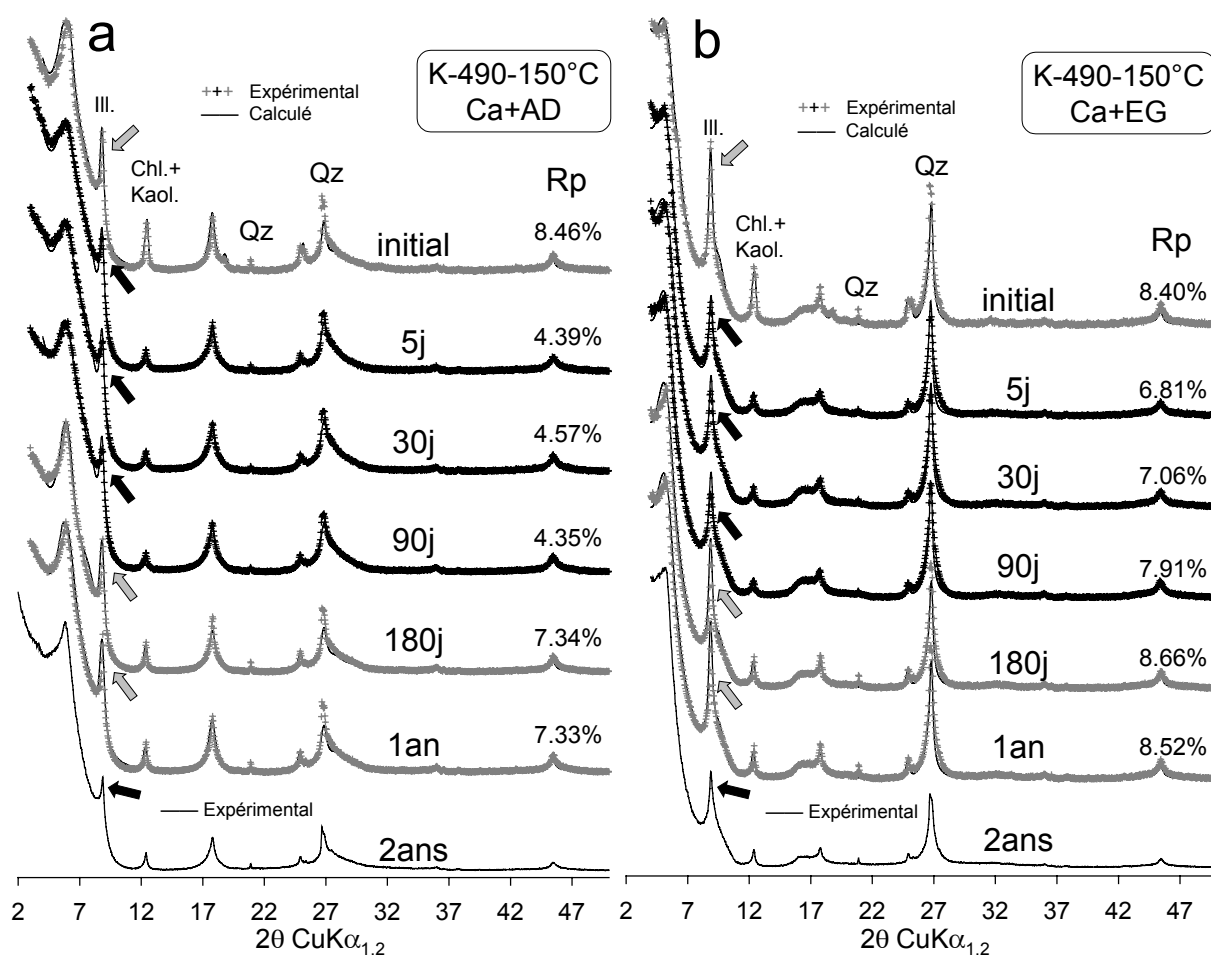 a
K-490-150°C
Ca+AD
+++ Expérimental
Calculé
Ill.
Chl.+
Kaol.
Qz
Qz
Rp
initial
8.46%
5j
4.39%
30j
4.57%
90j
4.35%
180j
7.34%
1an
7.33%
Expérimental
2ans
2 7 12 17 22 27 32 37 42 47
2θ CuKα1,2
b
K-490-150°C
Ca+EG
+++ Expérimental
Calculé
Ill.
Chl.+
Kaol.
Qz
Qz
Rp
initial
8.40%
5j
6.81%
30j
7.06%
90j
7.91%
180j
8.66%
1an
8.52%
Expérimental
2ans
2 7 12 17 22 27 32 37 42 47
2θ CuKα1,2